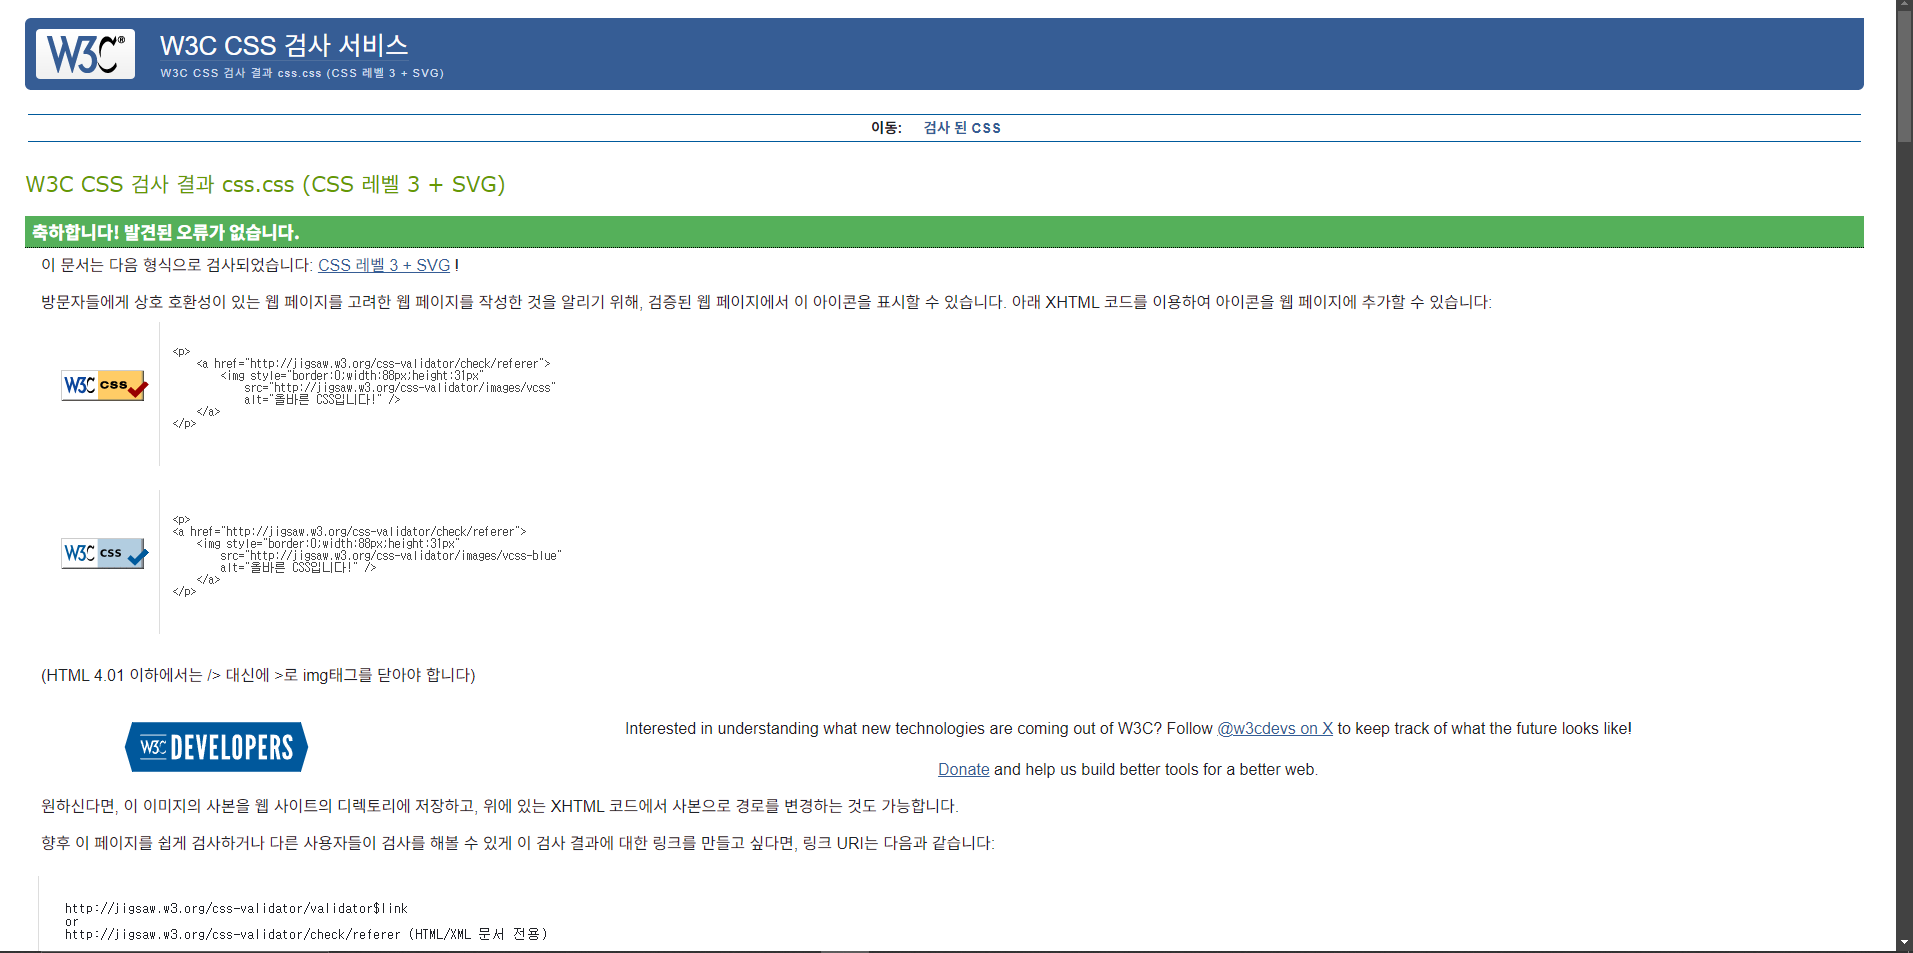 W3C®
W3C CSS 검사 서비스
W3C CSS 검사 결과 css.css (CSS 레벨 3 + SVG)
이동: 검사 된 CSS
W3C CSS 검사 결과 css.css (CSS 레벨 3 + SVG)
축하합니다! 발견된 오류가 없습니다.
이 문서는 다음 형식으로 검사되었습니다: CSS 레벨 3 + SVG !
방문자들에게 상호 호환성이 있는 웹 페이지를 고려한 웹 페이지를 작성한 것을 알리기 위해, 검증된 웹 페이지에서 이 아이콘을 표시할 수 있습니다. 아래 XHTML 코드를 이용하여 아이콘을 웹 페이지에 추가할 수 있습니다:
W3C css
<p>
<a href="http://jigsaw.w3.org/css-validator/check/referer">
<img style="border:0;width:88px;height:31px"
src="http://jigsaw.w3.org/css-validator/images/vcss"
alt="올바른 CSS입니다!" />
</a>
</p>
W3C css
<p>
<a href="http://jigsaw.w3.org/css-validator/check/referer">
<img style="border:0;width:88px;height:31px"
src="http://jigsaw.w3.org/css-validator/images/vcss-blue"
alt="올바른 CSS입니다!" />
</a>
</p>
(HTML 4.01 이하에서는 /> 대신에 >로 img태그를 닫아야 합니다)
W3C DEVELOPERS
Interested in understanding what new technologies are coming out of W3C? Follow @w3cdevs on X to keep track of what the future looks like!
Donate and help us build better tools for a better web.
원하신다면, 이 이미지의 사본을 웹 사이트의 디렉토리에 저장하고, 위에 있는 XHTML 코드에서 사본으로 경로를 변경하는 것도 가능합니다.
향후 이 페이지를 쉽게 검사하거나 다른 사용자들이 검사를 해볼 수 있게 이 검사 결과에 대한 링크를 만들고 싶다면, 링크 URI는 다음과 같습니다:
http://jigsaw.w3.org/css-validator/validator$link
or
http://jigsaw.w3.org/css-validator/check/referer (HTML/XML 문서 전용)